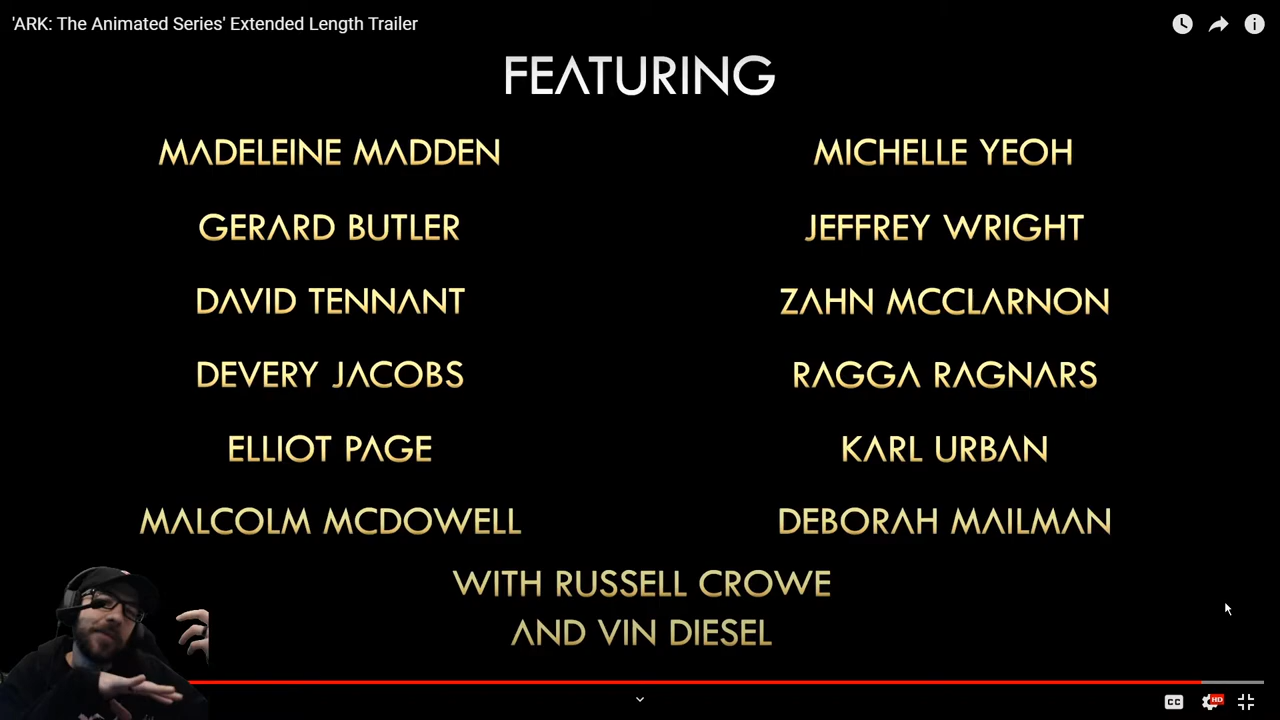 'ARK: The Animated Series' Extended Length Trailer
FEATURING
MADELEINE MADDEN
MICHELLE YEOH
GERARD BUTLER
JEFFREY WRIGHT
DAVID TENNANT
ZAHN MCCLARNON
DEVERY JACOBS
RAGGA RAGNARS
ELLIOT PAGE
KARL URBAN
MALCOLM MCDOWELL
DEBORAH MAILMAN
WITH RUSSELL CROWE
AND VIN DIESEL
CC
HD